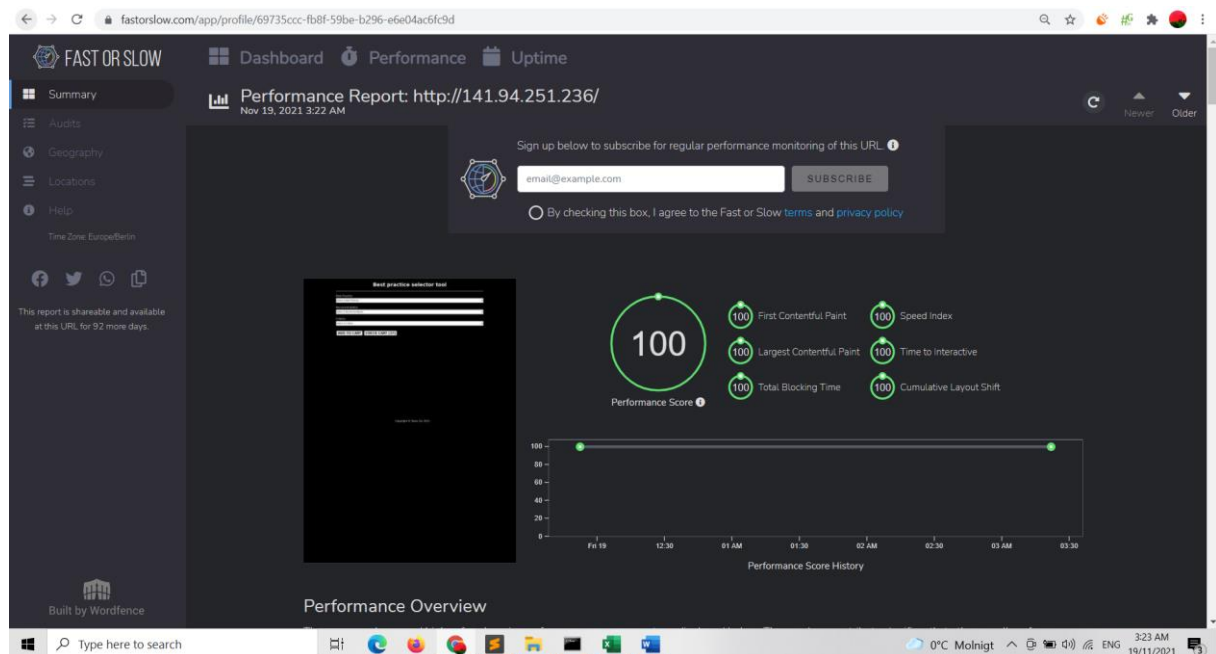 fastorslow.com/app/profile/69735ccc-fb8f-59be-b296-e6e04ac6fc9d
FAST OR SLOW
Dashboard Performance Uptime
Summary
Audits
Geography
Locations
Help
Time Zone: Europe/Berlin
This report is shareable and available
at this URL for 92 more days.
Built by Wordfence
Performance Report: http://141.94.251.236/
Nov 19, 2021 3:22 AM
Newer Older
Sign up below to subscribe for regular performance monitoring of this URL.
email@example.com SUBSCRIBE
By checking this box, I agree to the Fast or Slow terms and privacy policy
Best practice selector tool
100
Performance Score
100 First Contentful Paint 100 Speed Index
100 Largest Contentful Paint 100 Time to Interactive
100 Total Blocking Time 100 Cumulative Layout Shift
100
80
60
40
20
0
Fri 19 12:30 01 AM 01:30 02 AM 02:30 03 AM 03:30
Performance Score History
Performance Overview
Type here to search
0°C Molnigt ENG 3:23 AM
19/11/2021